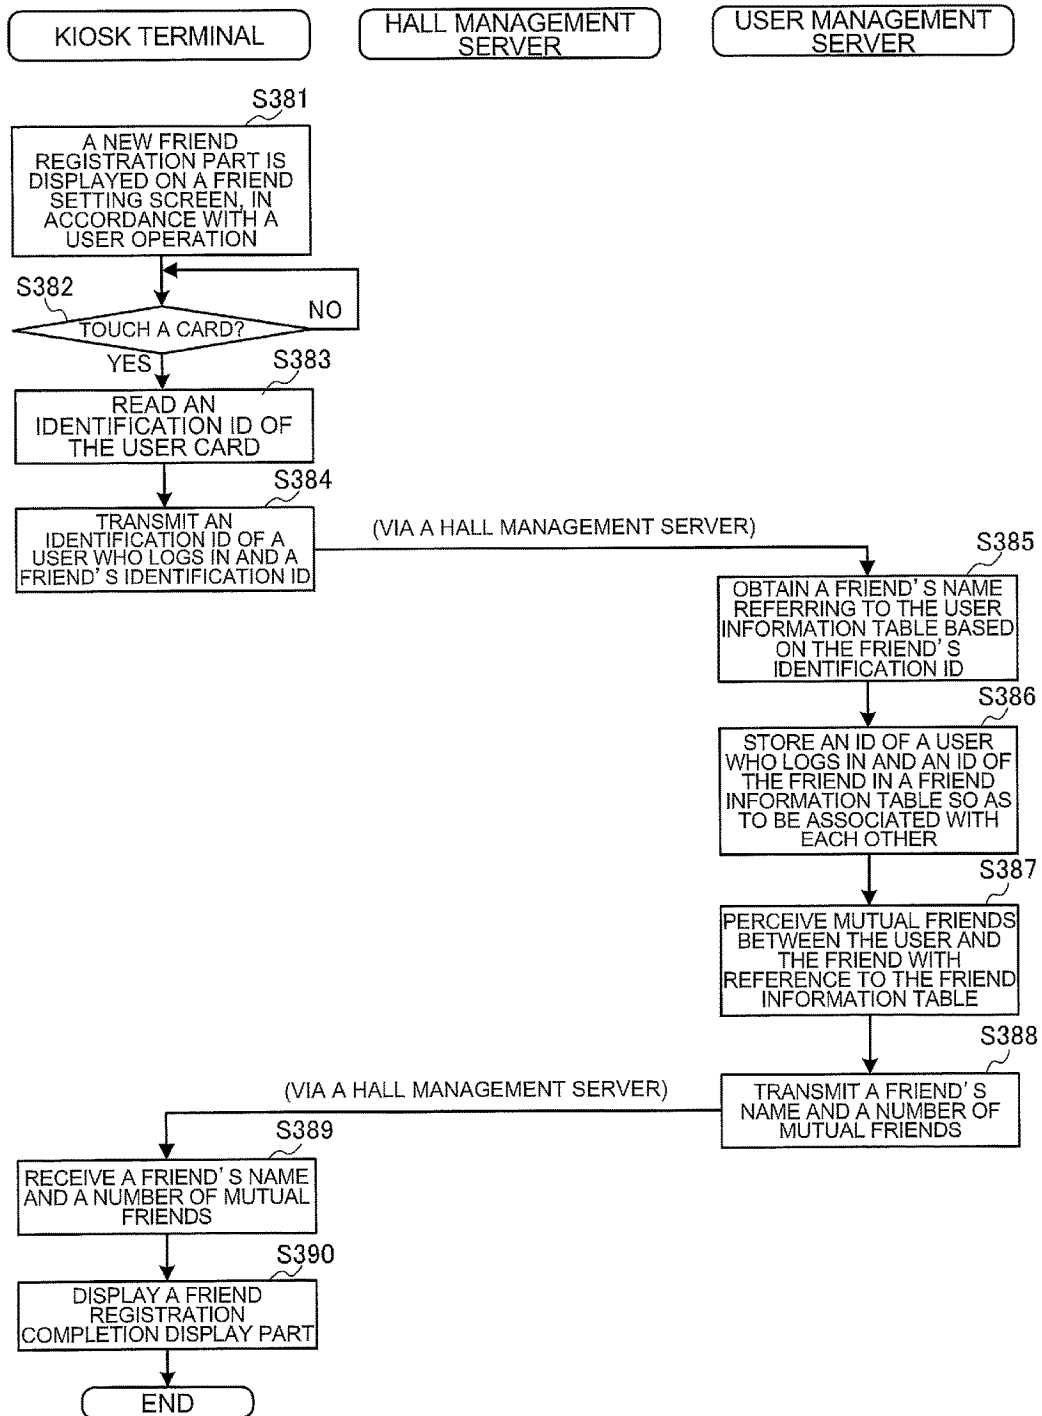 KIOSK TERMINAL
HALL MANAGEMENT
SERVER
USER MANAGEMENT
SERVER
S381
A NEW FRIEND
REGISTRATION PART IS
DISPLAYED ON A FRIEND
SETTING SCREEN, IN
ACCORDANCE WITH A
USER OPERATION
S382
NO
TOUCH A CARD?
YES
S383
READ AN
IDENTIFICATION ID OF
THE USER CARD
S384
TRANSMIT AN
IDENTIFICATION ID OF A
USER WHO LOGS IN AND A
FRIEND'S IDENTIFICATION ID
(VIA A HALL MANAGEMENT SERVER)
S385
OBTAIN A FRIEND'S NAME
REFERRING TO THE USER
INFORMATION TABLE BASED
ON THE FRIEND'S
IDENTIFICATION ID
S386
STORE AN ID OF A USER
WHO LOGS IN AND AN ID OF
THE FRIEND IN A FRIEND
INFORMATION TABLE SO AS
TO BE ASSOCIATED WITH
EACH OTHER
S387
PERCEIVE MUTUAL FRIENDS
BETWEEN THE USER AND
THE FRIEND WITH
REFERENCE TO THE FRIEND
INFORMATION TABLE
S388
TRANSMIT A FRIEND'S
NAME AND A NUMBER OF
MUTUAL FRIENDS
(VIA A HALL MANAGEMENT SERVER)
S389
RECEIVE A FRIEND'S NAME
AND A NUMBER OF MUTUAL
FRIENDS
S390
DISPLAY A FRIEND
REGISTRATION
COMPLETION DISPLAY PART
END